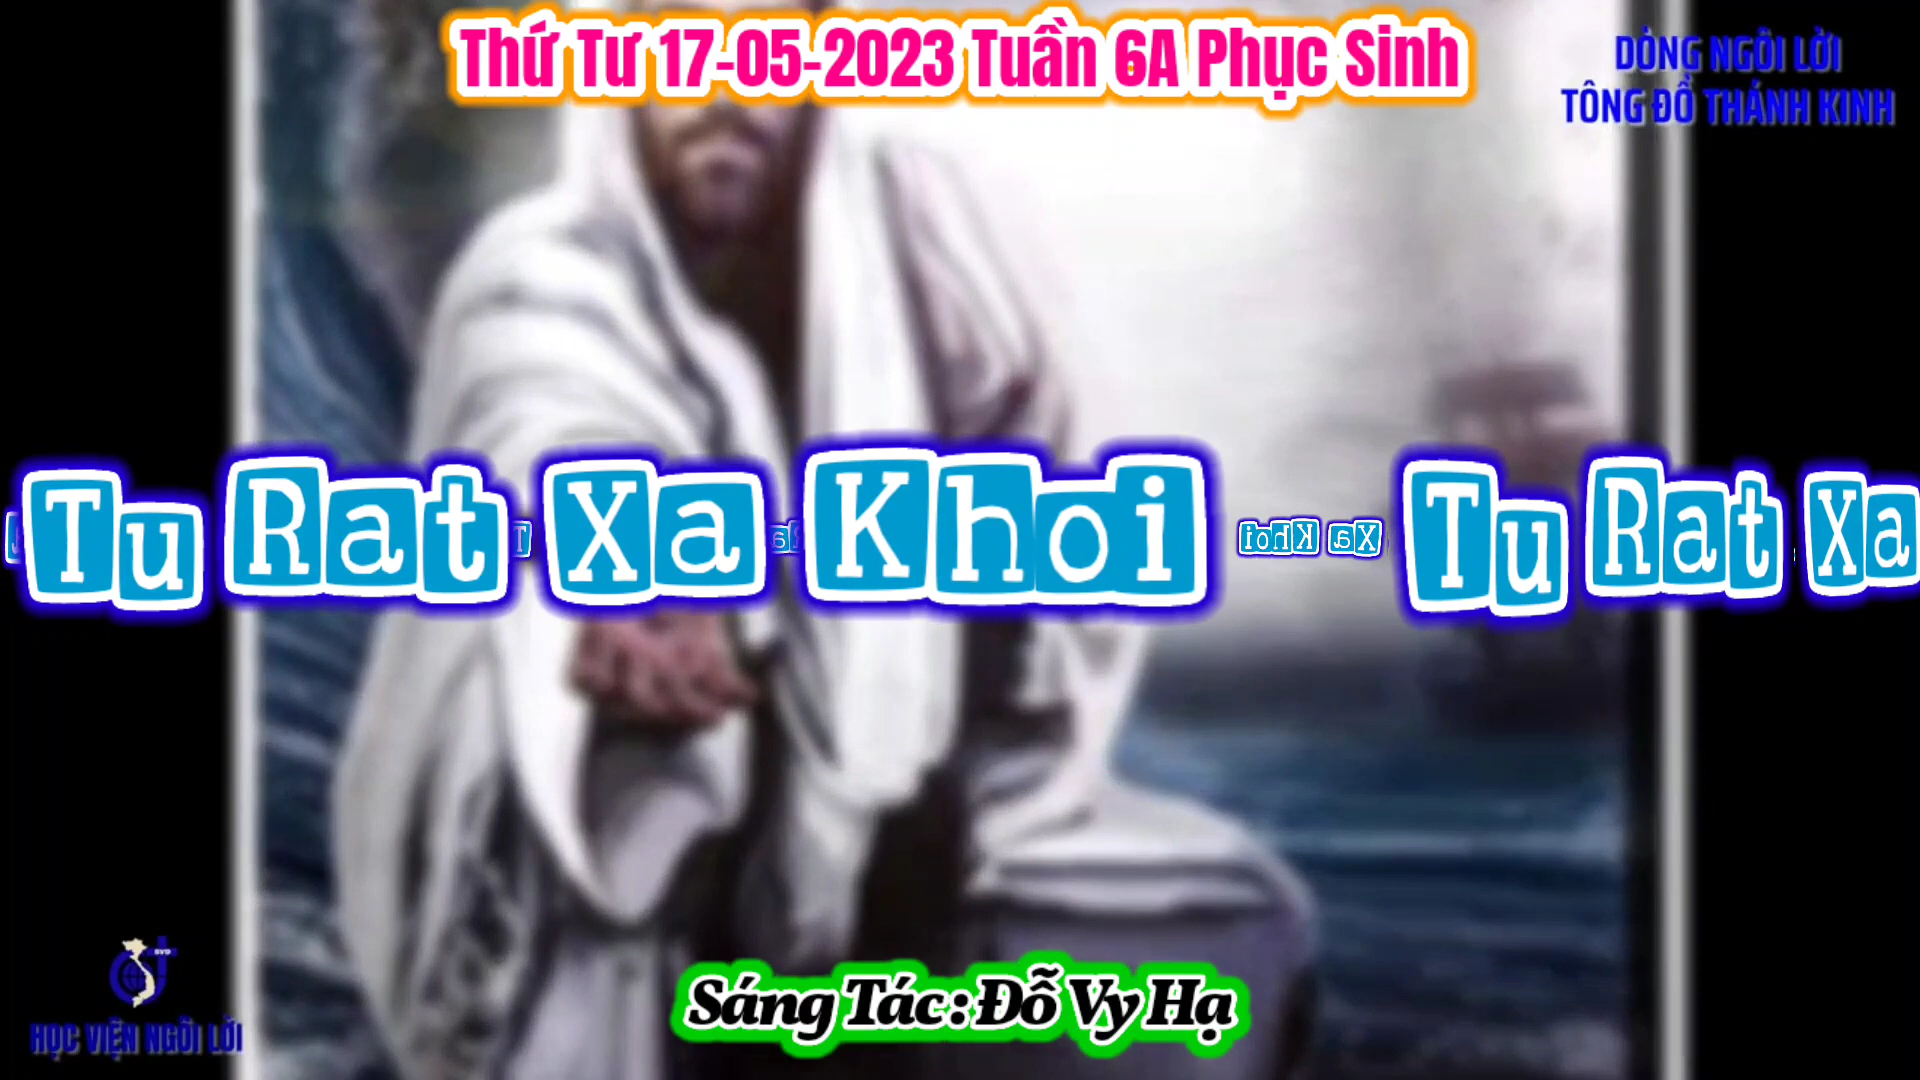 Thứ Tư 17-05-2023 Tuần 6A Phục Sinh
DÒNG NGÔI LỜI
TÔNG ĐỒ THÁNH KINH
Tu Rat Xa Khoi Tu Rat Xa
Xa Khoi
SVD
HỌC VIỆN NGÔI LỜI
Sáng Tác : Đỗ Vy Hạ